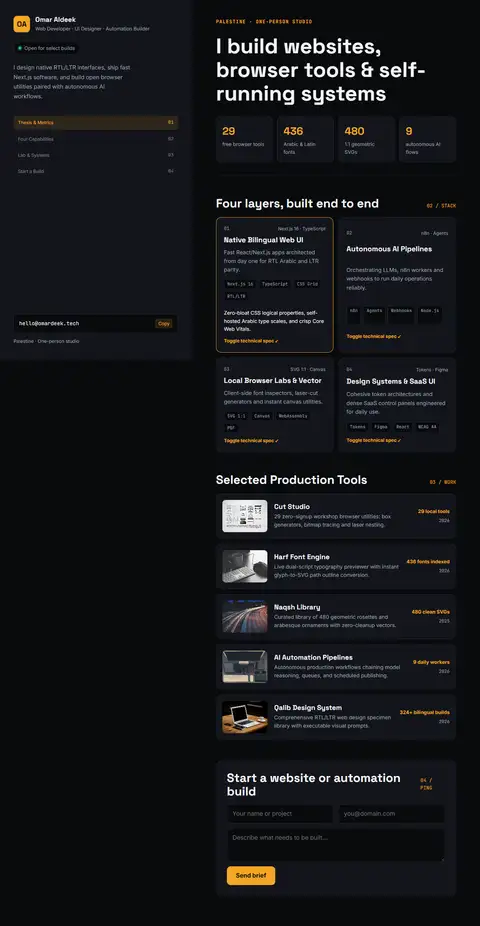 OA
Omar Aldeek
Web Developer · UI Designer · Automation Builder
Open for select builds
I design native RTL/LTR interfaces, ship fast
Next.js software, and build open browser
utilities paired with autonomous AI
workflows.
Thesis & Metrics 01
Four Capabilities 02
Lab & Systems 03
Start a Build 04
hello@omardeek.tech Copy
Palestine · One-person studio
PALESTINE · ONE-PERSON STUDIO
I build websites,
browser tools & self-
running systems
29
free browser tools
436
Arabic & Latin
fonts
480
1:1 geometric
SVGs
9
autonomous AI
flows
Four layers, built end to end 02 / STACK
01 Next.js 16 · TypeScript
Native Bilingual Web UI
Fast React/Next.js apps architected
from day one for RTL Arabic and LTR
parity.
Next.js 16 TypeScript CSS Grid
RTL/LTR
Zero-bloat CSS logical properties, self-
hosted Arabic type scales, and crisp Core
Web Vitals.
Toggle technical spec ↙
02 n8n · Agents
Autonomous AI Pipelines
Orchestrating LLMs, n8n workers and
webhooks to run daily operations
reliably.
n8n Agents Webhooks Node.js
Toggle technical spec ↙
03 SVG 1:1 · Canvas
Local Browser Labs & Vector
Client-side font inspectors, laser-cut
generators and instant canvas utilities.
SVG 1:1 Canvas WebAssembly
PDF
Toggle technical spec ↙
04 Tokens · Figma
Design Systems & SaaS UI
Cohesive token architectures and
dense SaaS control panels engineered
for daily use.
Tokens Figma React WCAG AA
Toggle technical spec ↙
Selected Production Tools 03 / WORK
Cut Studio
29 zero-signup workshop browser utilities: box
generators, bitmap tracing and laser nesting.
29 local tools
2026
Harf Font Engine
Live dual-script typography previewer with instant
glyph-to-SVG path outline conversion.
436 fonts indexed
2026
Naqsh Library
Curated library of 480 geometric rosettes and
arabesque ornaments with zero-cleanup vectors.
480 clean SVGs
2025
AI Automation Pipelines
Autonomous production workflows chaining model
reasoning, queues, and scheduled publishing.
9 daily workers
2026
Qalib Design System
Comprehensive RTL/LTR web design specimen
library with executable visual prompts.
324+ bilingual builds
2026
Start a website or automation
build
04 /
PING
Your name or project
you@domain.com
Describe what needs to be built...
Send brief